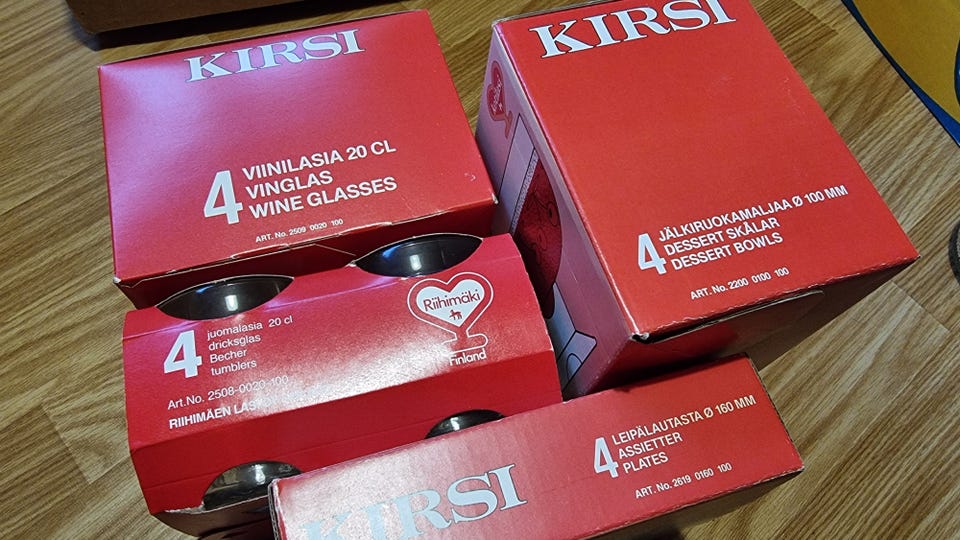 KIRSI
4 VIINILASIA 20 CL
VINGLAS
WINE GLASSES
ART. No. 2509 0020 100
KIRSI
4 JÄLKIRUOKAMALJAA Ø 100 MM
DESSERT SKÅLAR
DESSERT BOWLS
ART. No. 2200 0100 100
4 juomalasia 20 cl
dricksglas
Becher
tumblers
Art.No. 2508-0020-100
RIIHIMÄEN
Riihimäki
Finland
4 LEIPÄLAUTASTA Ø 160 MM
ASSIETTER
PLATES
ART. No. 2619 0160 100
KIRSI